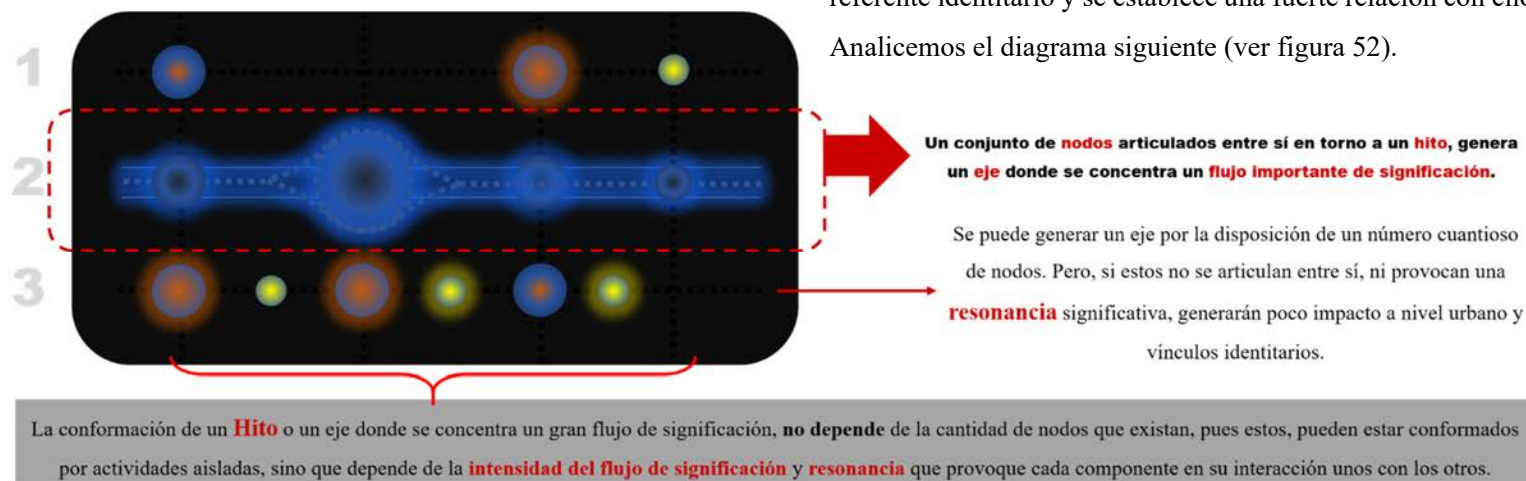 referente identitario y se establece una fuerte relación con
Analicemos el diagrama siguiente (ver figura 52).
1
2
3
Un conjunto de nodos articulados entre sí en torno a un hito, genera
un eje donde se concentra un flujo importante de significación.
Se puede generar un eje por la disposición de un número cuantioso
de nodos. Pero, si estos no se articulan entre sí, ni provocan una
resonancia significativa, generarán poco impacto a nivel urbano y
vínculos identitarios.
La conformación de un Hito o un eje donde se concentra un gran flujo de significación, no depende de la cantidad de nodos que existan, pues estos, pueden estar conformados
por actividades aisladas, sino que depende de la intensidad del flujo de significación y resonancia que provoque cada componente en su interacción unos con los otros.